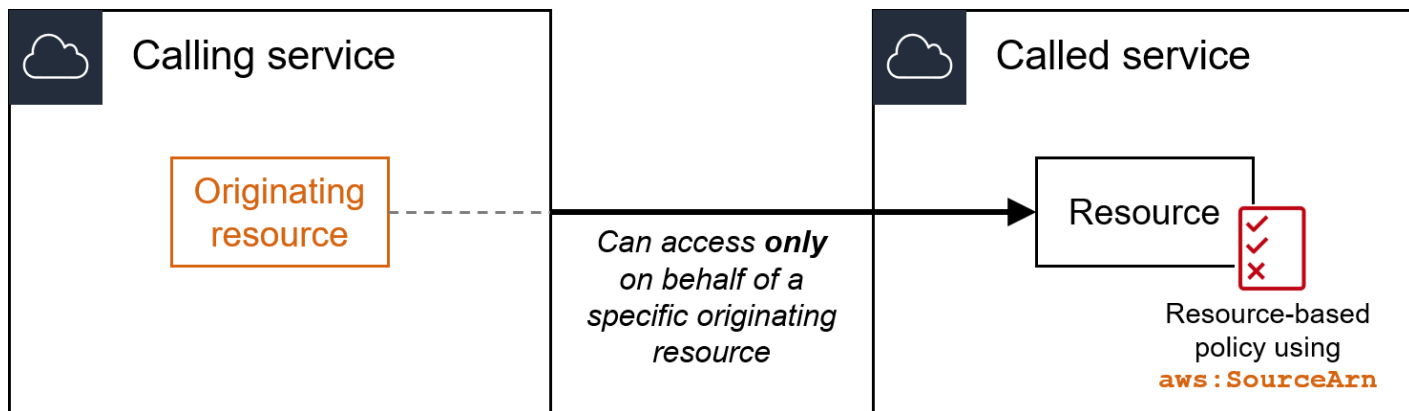 Calling service
Called service
Originating
resource
Can access only
on behalf of a
specific originating
resource
Resource
Resource-based
policy using
aws:SourceArn